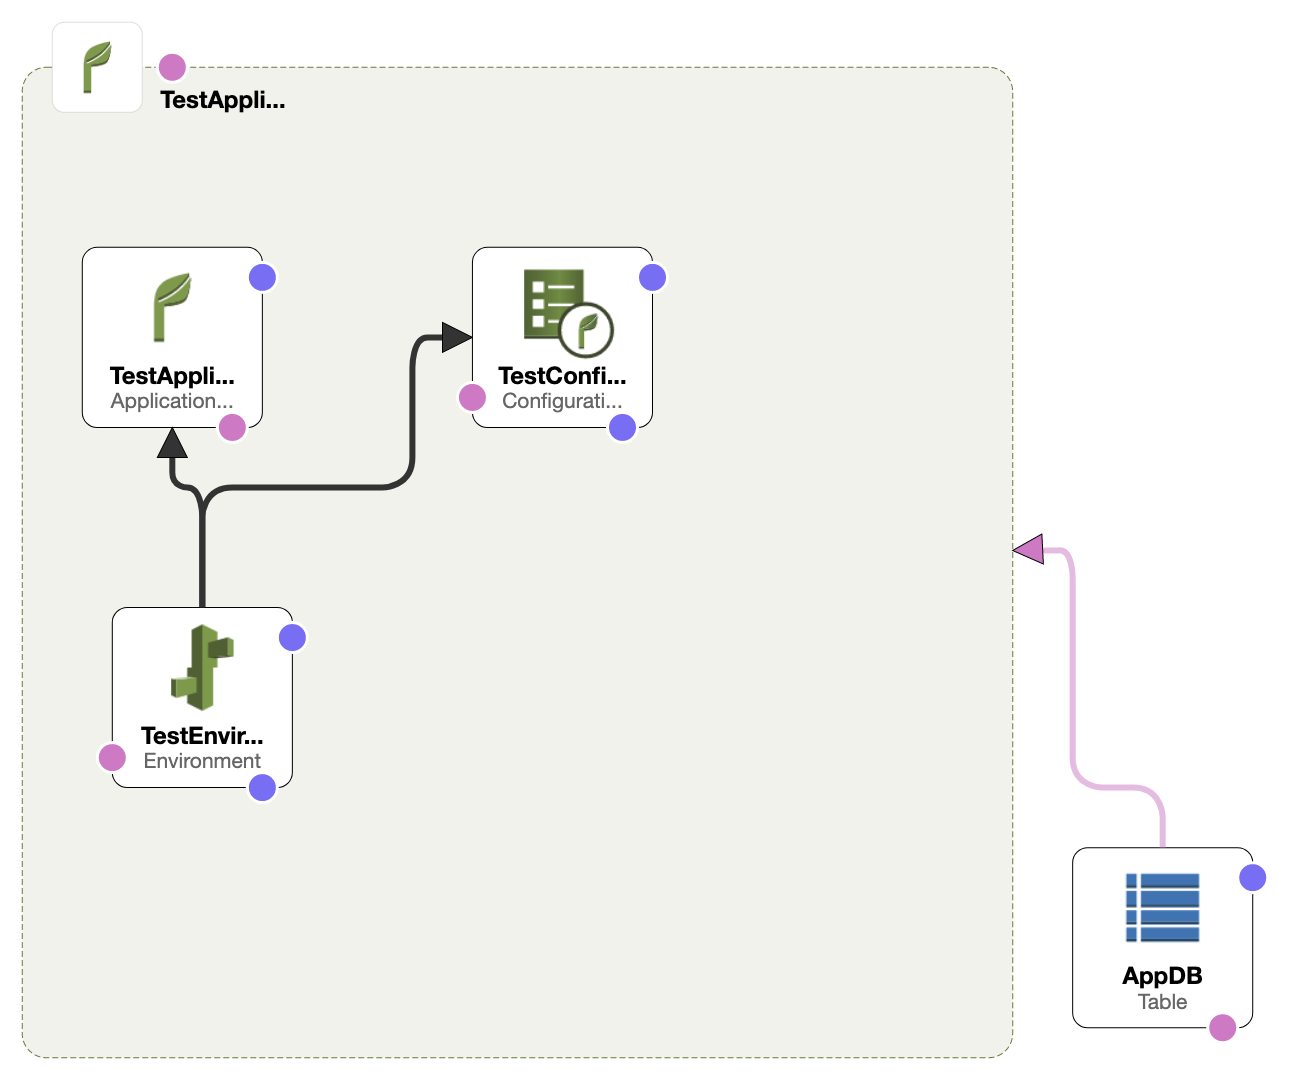 TestAppli...
TestAppli...
Application...
TestConfi...
Configurati...
TestEnvir...
Environment
AppDB
Table